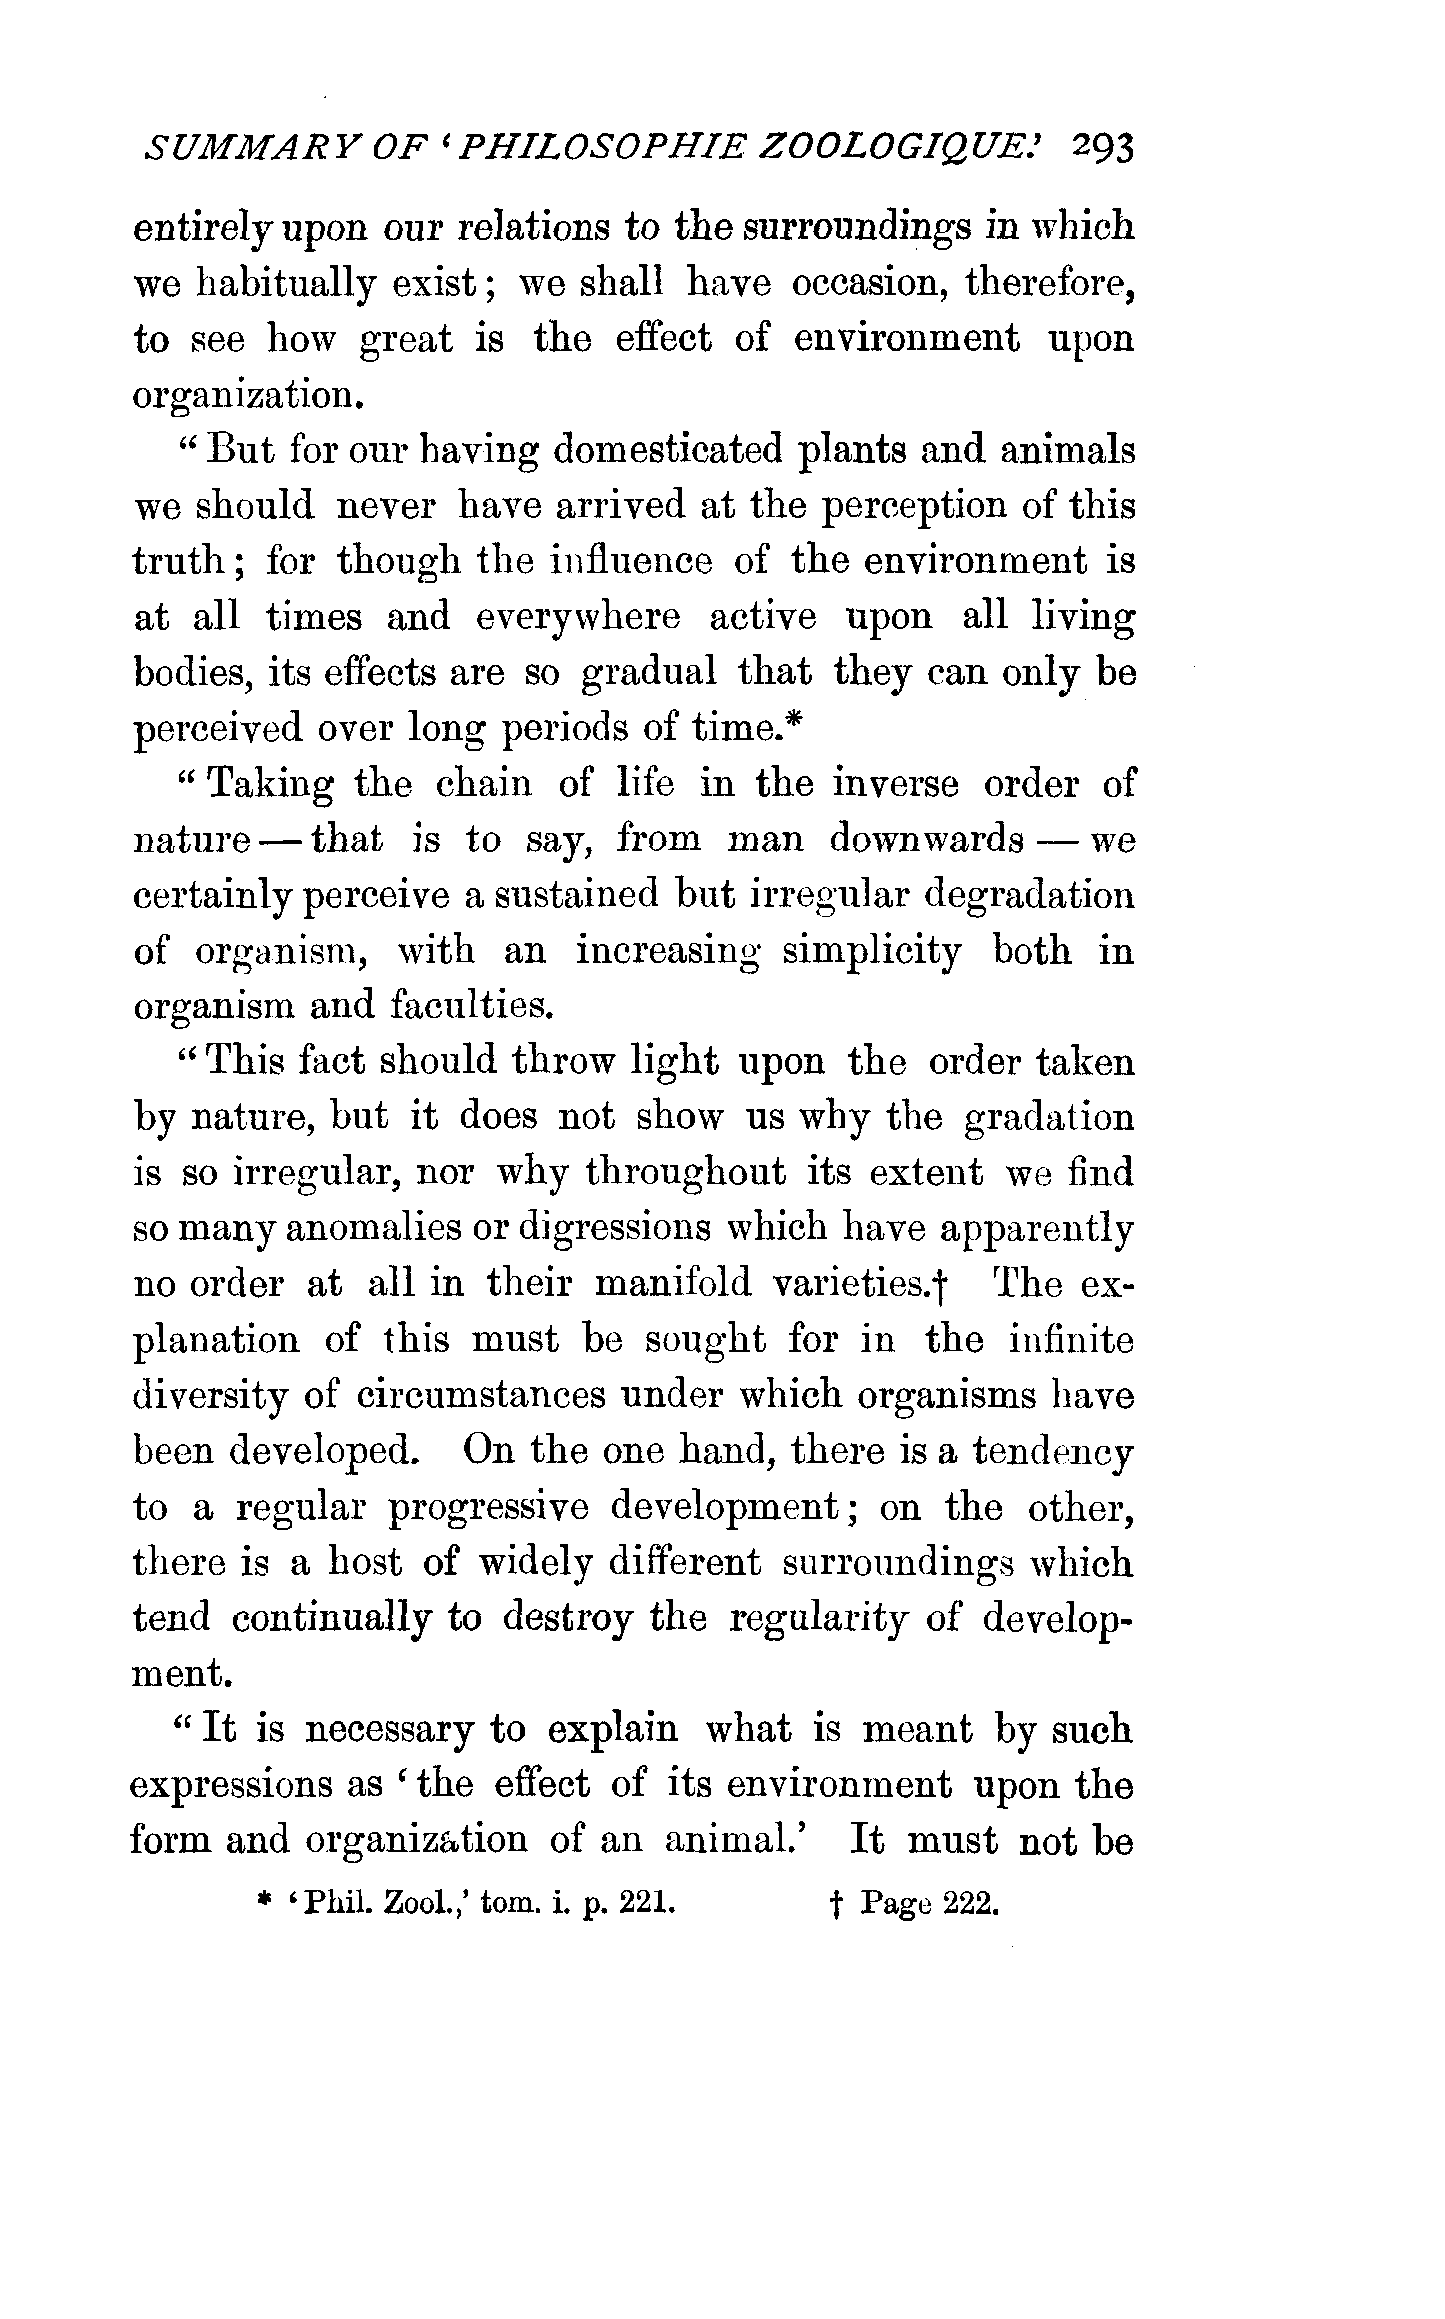 SUMMARY OF ‘PHILOSOPHIE ZOOLOGIQUE.’ 293
entirely upon our relations to the surroundings in which
we habitually exist; we shall have occasion, therefore,
to see how great is the effect of environment upon
organization.
“But for our having domesticated plants and animals
we should never have arrived at the perception of this
truth; for though the influence of the environment is
at all times and everywhere active upon all living
bodies, its effects are so gradual that they can only be
perceived over long periods of time.*
“Taking the chain of life in the inverse order of
nature—that is to say, from man downwards—we
certainly perceive a sustained but irregular degradation
of organism, with an increasing simplicity both in
organism and faculties.
“This fact should throw light upon the order taken
by nature, but it does not show us why the gradation
is so irregular, nor why throughout its extent we find
so many anomalies or digressions which have apparently
no order at all in their manifold varieties.† The ex-
planation of this must be sought for in the infinite
diversity of circumstances under which organisms have
been developed. On the one hand, there is a tendency
to a regular progressive development; on the other,
there is a host of widely different surroundings which
tend continually to destroy the regularity of develop-
ment.
“It is necessary to explain what is meant by such
expressions as ‘the effect of its environment upon the
form and organization of an animal.’ It must not be
* ‘Phil. Zool.,’ tom. i. p. 221. † Page 222.